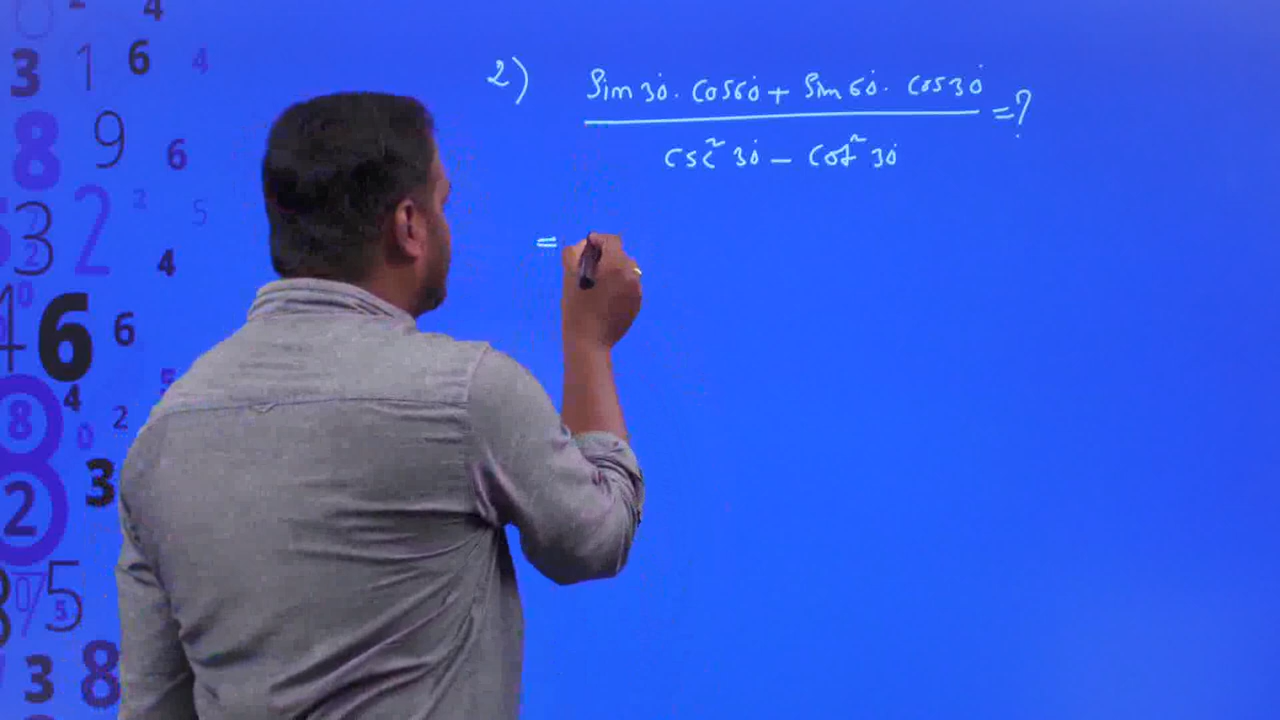 2) Sin 30°. Cos 60° + Sin 60°. Cos 30° = ?
csc² 30° - Cot² 30°
=